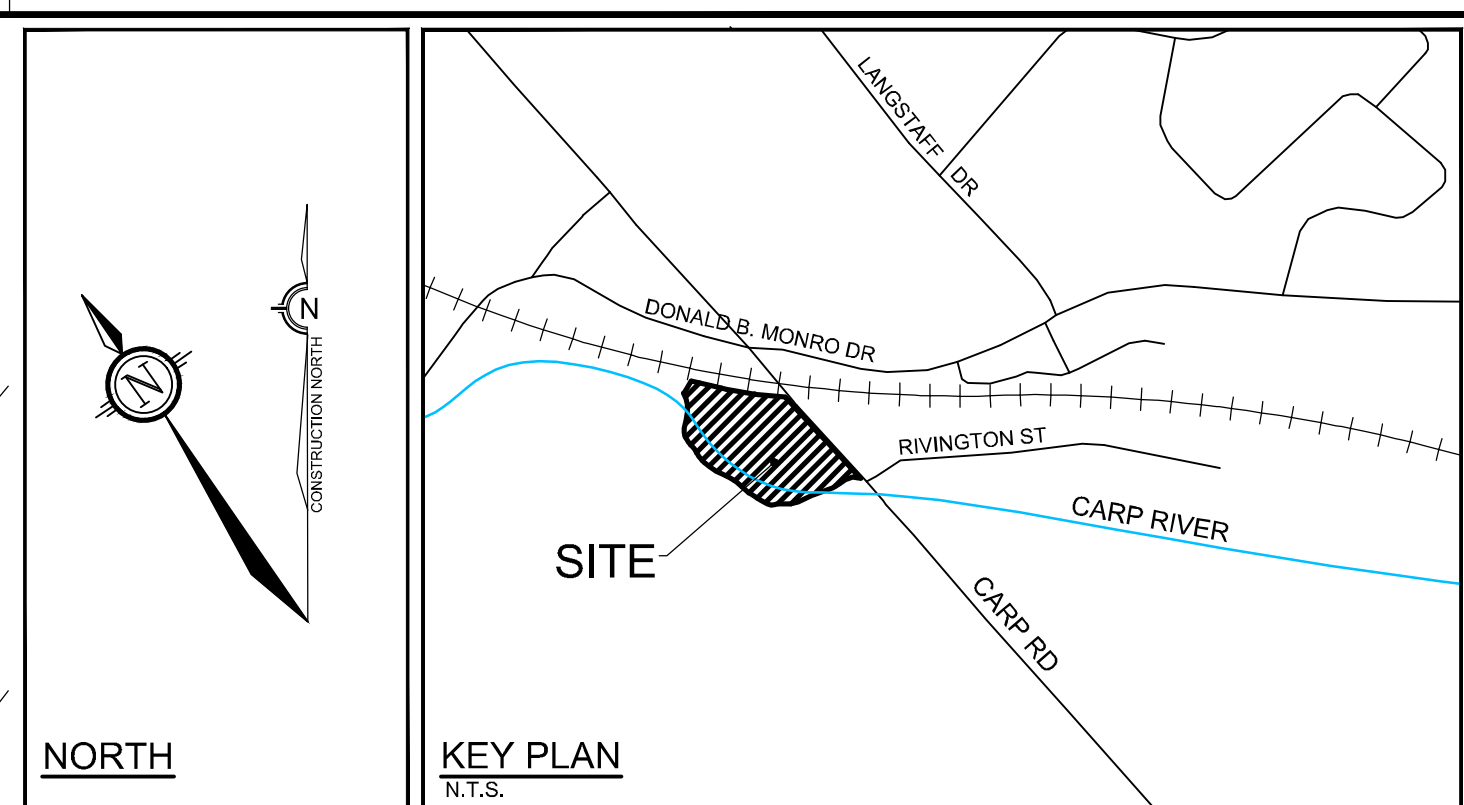 N
N
CONSTRUCTION NORTH
NORTH
LANGSTAFF DR
DONALD B. MONRO DR
RIVINGTON ST
CARP RIVER
SITE
CARP RD
KEY PLAN
N.T.S.